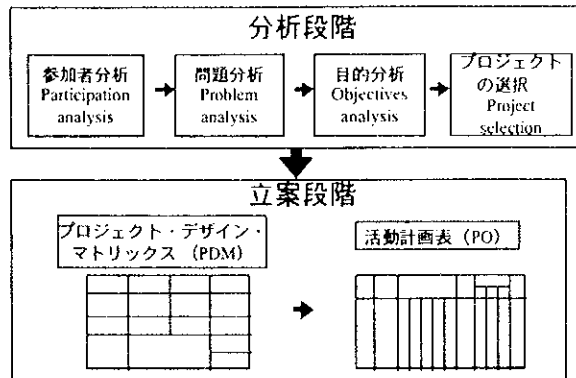 分析段階
参加者分析
Participation
analysis
問題分析
Problem
analysis
目的分析
Objectives
analysis
プロジェクト
の選択
Project
selection
立案段階
プロジェクト・デザイン・
マトリックス（PDM）
活動計画表（PO）